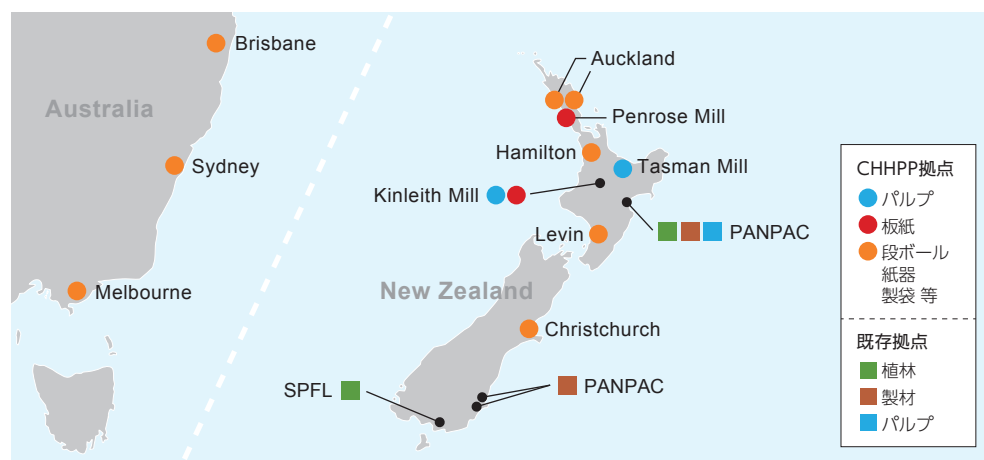 Brisbane
Auckland
Australia
Penrose Mill
Hamilton
Sydney
Tasman Mill
Kinleith Mill
PANPAC
Levin
Melbourne
New Zealand
Christchurch
SPFL
PANPAC
CHHPP拠点
パルプ
板紙
段ボール
紙器
製袋 等
既存拠点
植林
製材
パルプ